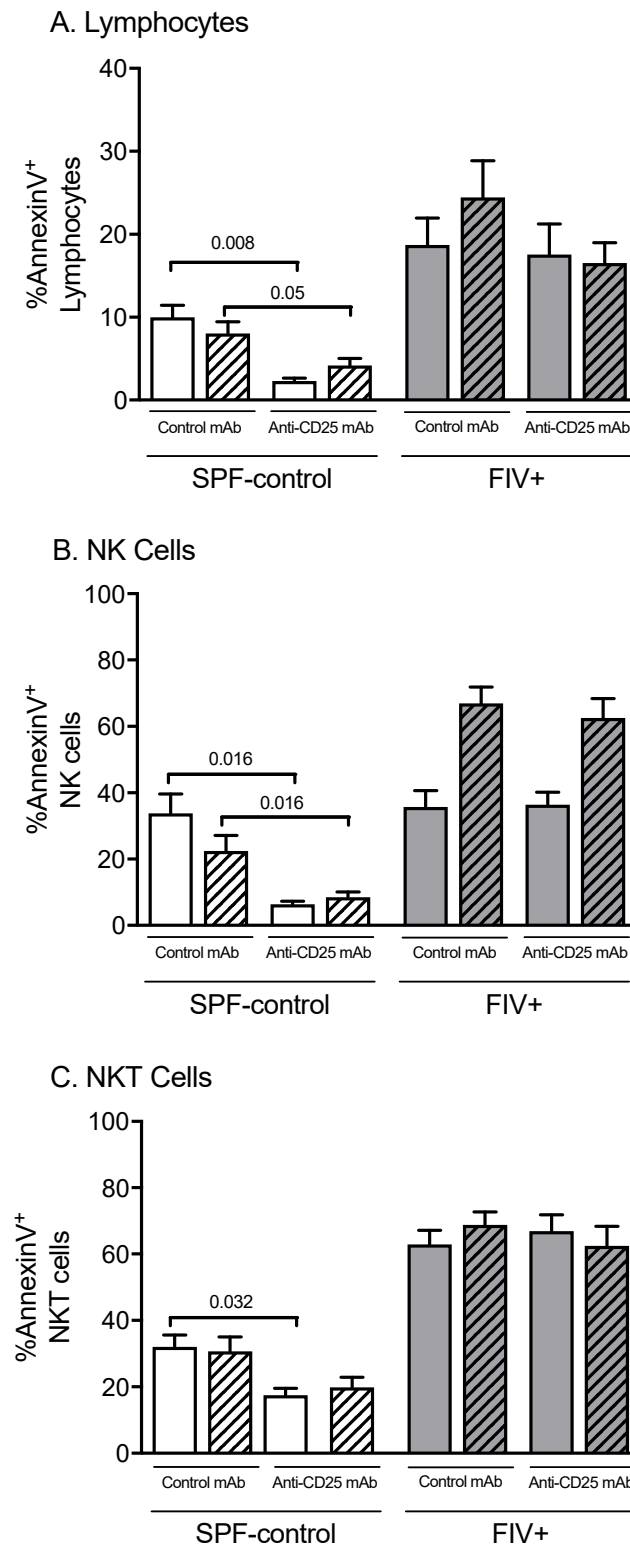 A. Lymphocytes
%AnnexinV+
Lymphocytes
40
30
20
10
0
0.008
0.05
Control mAb
Anti-CD25 mAb
Control mAb
Anti-CD25 mAb
SPF-control
FIV+
B. NK Cells
%AnnexinV+
NK cells
100
80
60
40
20
0
0.016
0.016
Control mAb
Anti-CD25 mAb
Control mAb
Anti-CD25 mAb
SPF-control
FIV+
C. NKT Cells
%AnnexinV+
NKT cells
100
80
60
40
20
0
0.032
Control mAb
Anti-CD25 mAb
Control mAb
Anti-CD25 mAb
SPF-control
FIV+